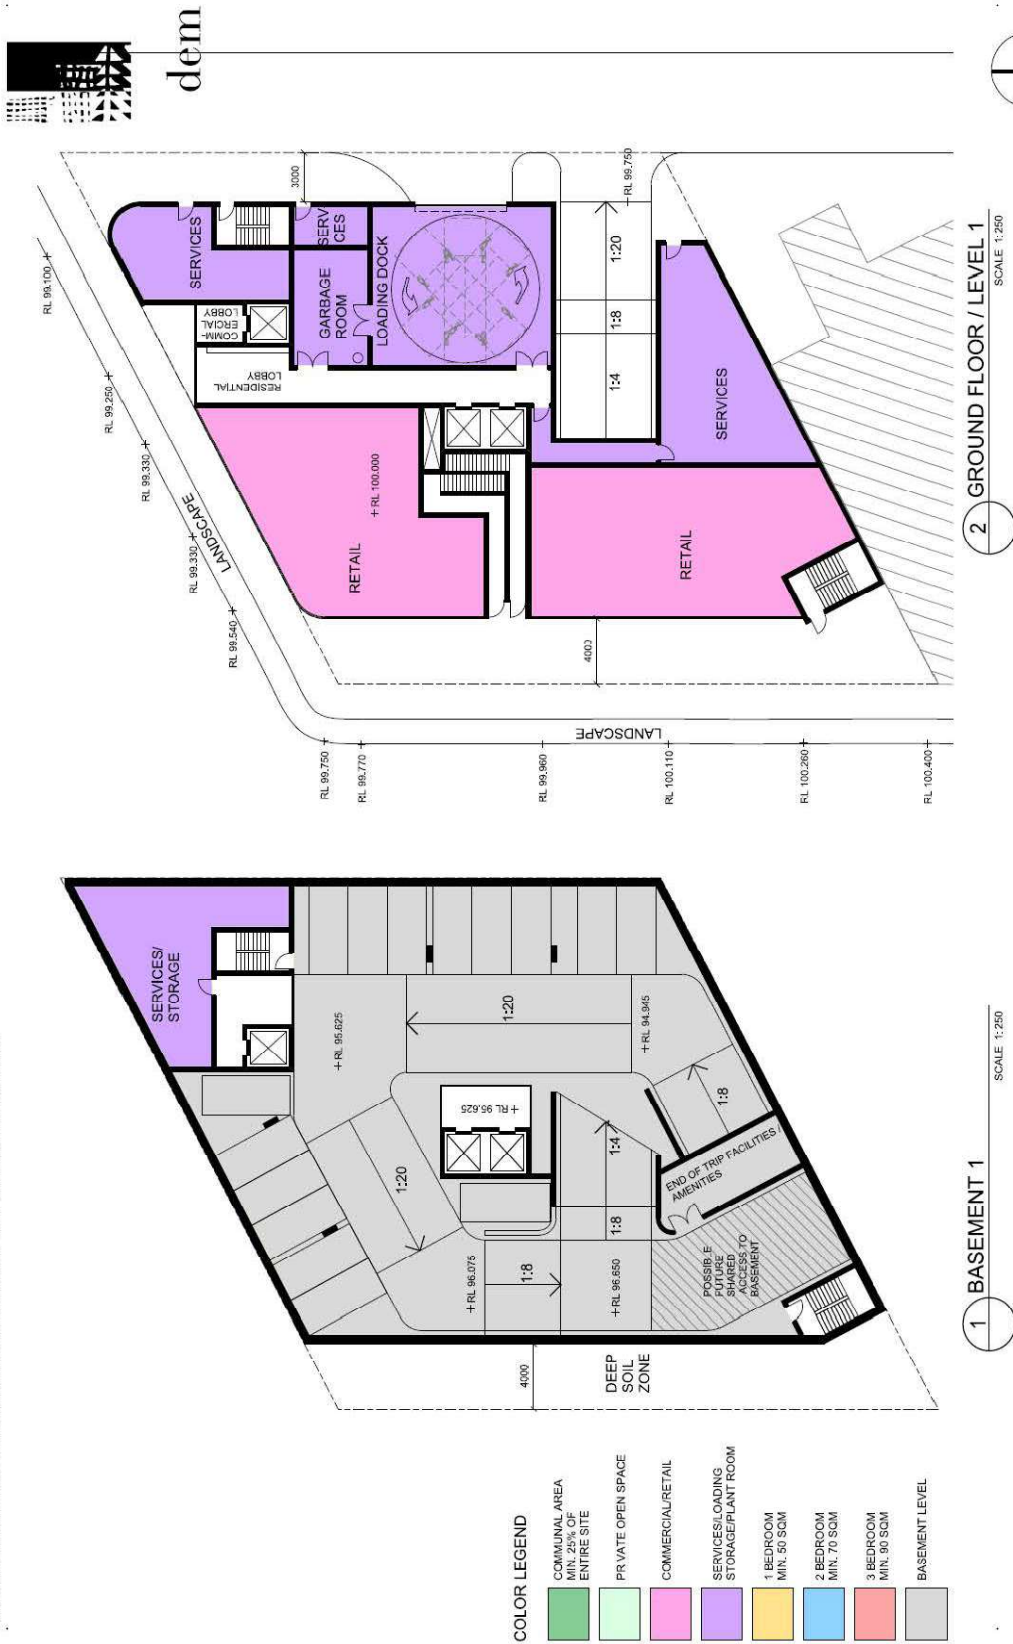 dem
COLOR LEGEND
COMMUNAL AREA
MIN. 25% OF
ENTIRE SITE
PR VATE OPEN SPACE
COMMERCIAL/RETAIL
SERVICES/LOADING
STORAGE/PLANT ROOM
1 BEDROOM
MIN. 50 SQM
2 BEDROOM
MIN. 70 SQM
3 BEDROOM
MIN. 90 SQM
BASEMENT LEVEL
SERVICES/
STORAGE
RL 95.625
1:20
RL 94.945
1:20
RL 95.625
1:8
1:4
1:8
END OF TRIP FACILITIES /
AMENITIES
RL 96.075
1:8
RL 96.650
POSSIBLE
FUTURE
SHARED
ACCESS TO
BASEMENT
4000
DEEP
SOIL
ZONE
1
BASEMENT 1
SCALE 1:250
RL 99.100
RL 99.250
RL 99.330
RL 99.330
RL 99.540
RL 99.750
RL 99.770
RL 99.960
RL 100.110
RL 100.260
RL 100.400
LANDSCAPE
LANDSCAPE
3000
SERVICES
SERV
CES
COMM-
ERCIAL
LOBBY
GARBAGE
ROOM
LOADING DOCK
RESIDENTIAL
LOBBY
RL 99.750
1:20
1:8
1:4
SERVICES
RL 100.000
RETAIL
RETAIL
4000
2
GROUND FLOOR / LEVEL 1
SCALE 1:250